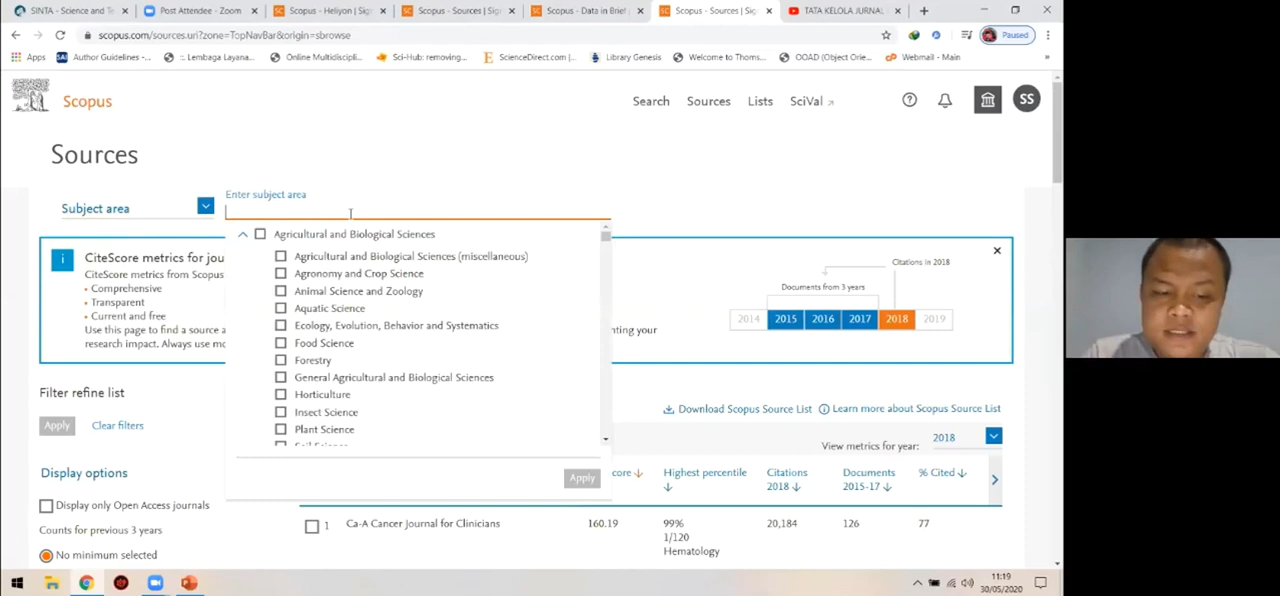 SINTA - Science and Te
Post Attendee - Zoom
Scopus - Heliyon | Sign
Scopus - Sources | Sign
Scopus - Data in Brief
Scopus - Sources | Sign
TATA KELOLA JURNAL
scopus.com/sources.uri?zone=TopNavBar&origin=sbrowse
Paused
Apps
Author Guidelines -...
.:: Lembaga Layana...
Online Multidiscipli...
Sci-Hub: removing...
ScienceDirect.com |...
Library Genesis
Welcome to Thoms...
OOAD (Object Orie...
Webmail - Main
»
Scopus
Search
Sources
Lists
SciVal
SS
Sources
Subject area
Enter subject area
Agricultural and Biological Sciences
Agricultural and Biological Sciences (miscellaneous)
Agronomy and Crop Science
Animal Science and Zoology
Aquatic Science
Ecology, Evolution, Behavior and Systematics
Food Science
Forestry
General Agricultural and Biological Sciences
Horticulture
Insect Science
Plant Science
Soil Science
Apply
i
CiteScore metrics for jou
CiteScore metrics from Scopus
• Comprehensive
• Transparent
• Current and free
Use this page to find a source a
nting your
research impact. Always use mo
Citations in 2018
Documents from 3 years
2014 2015 2016 2017 2018 2019
Filter refine list
Apply
Clear filters
Display options
Display only Open Access journals
Counts for previous 3 years
No minimum selected
Download Scopus Source List
Learn more about Scopus Source List
View metrics for year:
2018
core
Highest percentile
Citations
2018
Documents
2015-17
% Cited
1
Ca-A Cancer Journal for Clinicians
160.19
99%
1/120
Hematology
20,184
126
77
11:19
30/05/2020